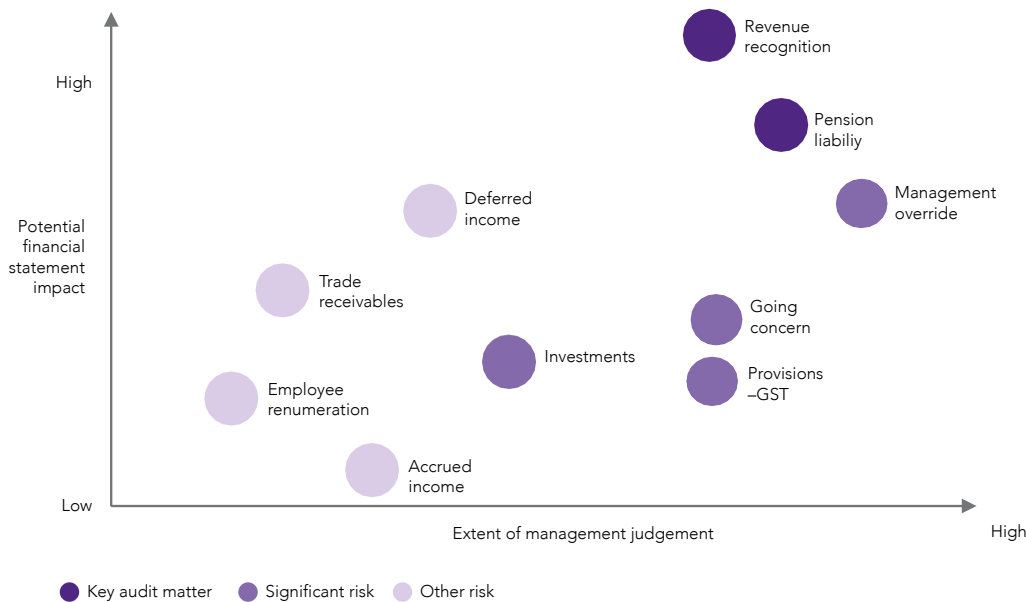 Revenue
recognition
High
Pension
liabiliy
Management
override
Deferred
income
Potential
financial
statement
impact
Trade
receivables
Going
concern
Investments
Provisions
–GST
Employee
renumeration
Accrued
income
Low
Extent of management judgement
High
Key audit matter
Significant risk
Other risk